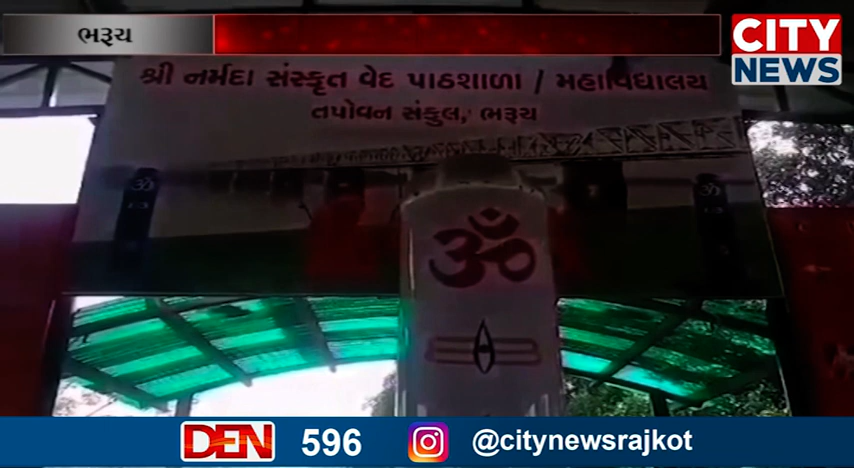 ભરૂચ
CITY
NEWS
શ્રી નર્મદા સંસ્કૃત વેદ પાઠશાળા / મહાવિદ્યાલય
તપોવન સંકુલ, ભરૂચ
ૐ
ૐ
ૐ
DEN 596 @citynewsrajkot